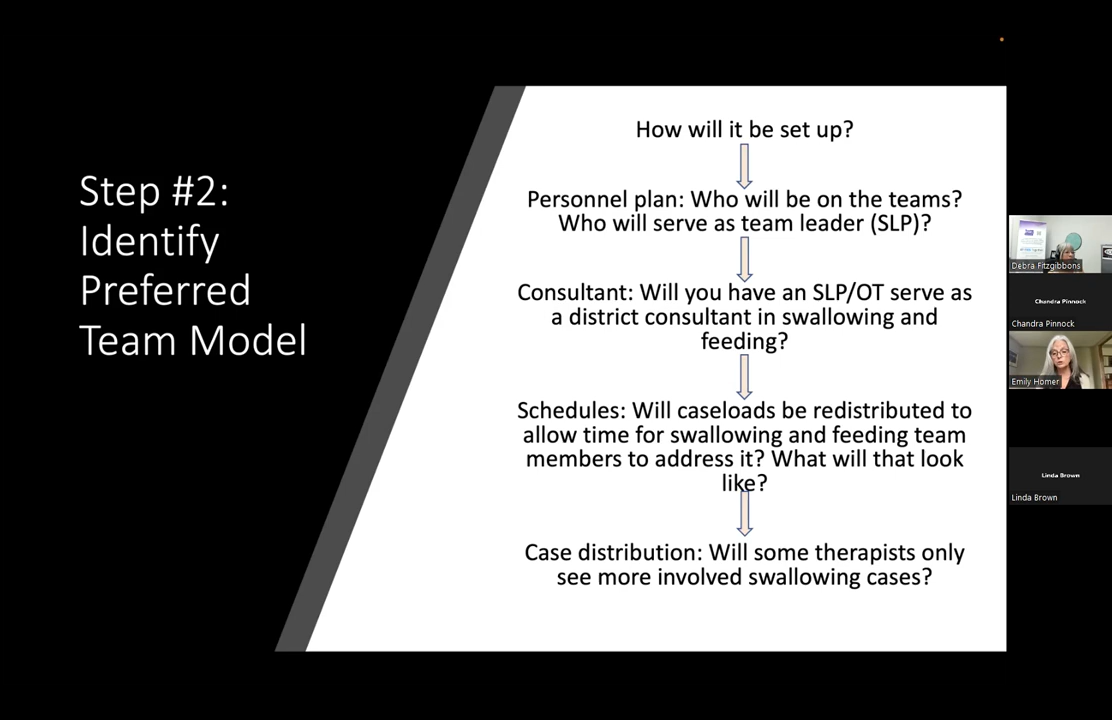 Step #2:
Identify
Preferred
Team Model
How will it be set up?
Personnel plan: Who will be on the teams?
Who will serve as team leader (SLP)?
Consultant: Will you have an SLP/OT serve as
a district consultant in swallowing and
feeding?
Schedules: Will caseloads be redistributed to
allow time for swallowing and feeding team
members to address it? What will that look
like?
Case distribution: Will some therapists only
see more involved swallowing cases?
Debra Fitzgibbons
Chandra Pinnock
Chandra Pinnock
Emily Homer
Linda Brown
Linda Brown